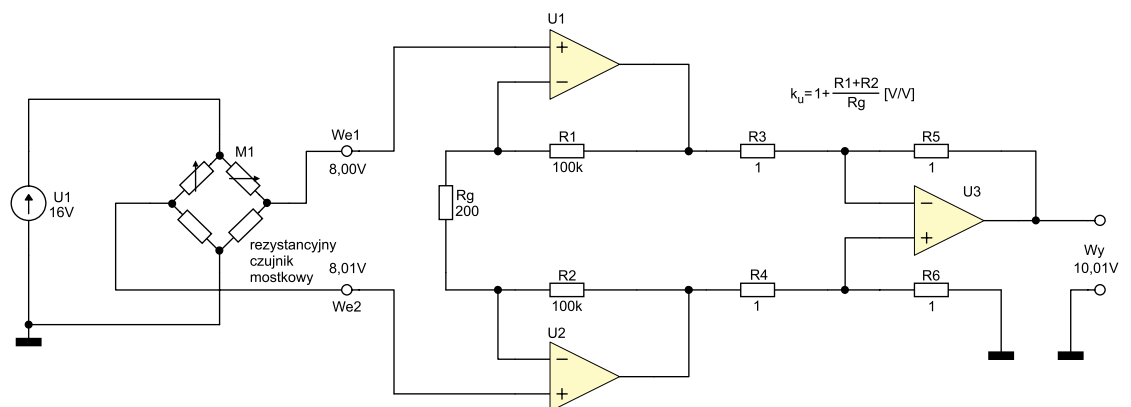 U1
16V
M1
rezystancyjny
czujnik
mostkowy
We1
8,00V
8,01V
We2
U1
R1
100k
Rg
200
R2
100k
U2
k_u=1+ R1+R2/Rg [V/V]
R3
1
R4
1
R5
1
U3
R6
1
Wy
10,01V